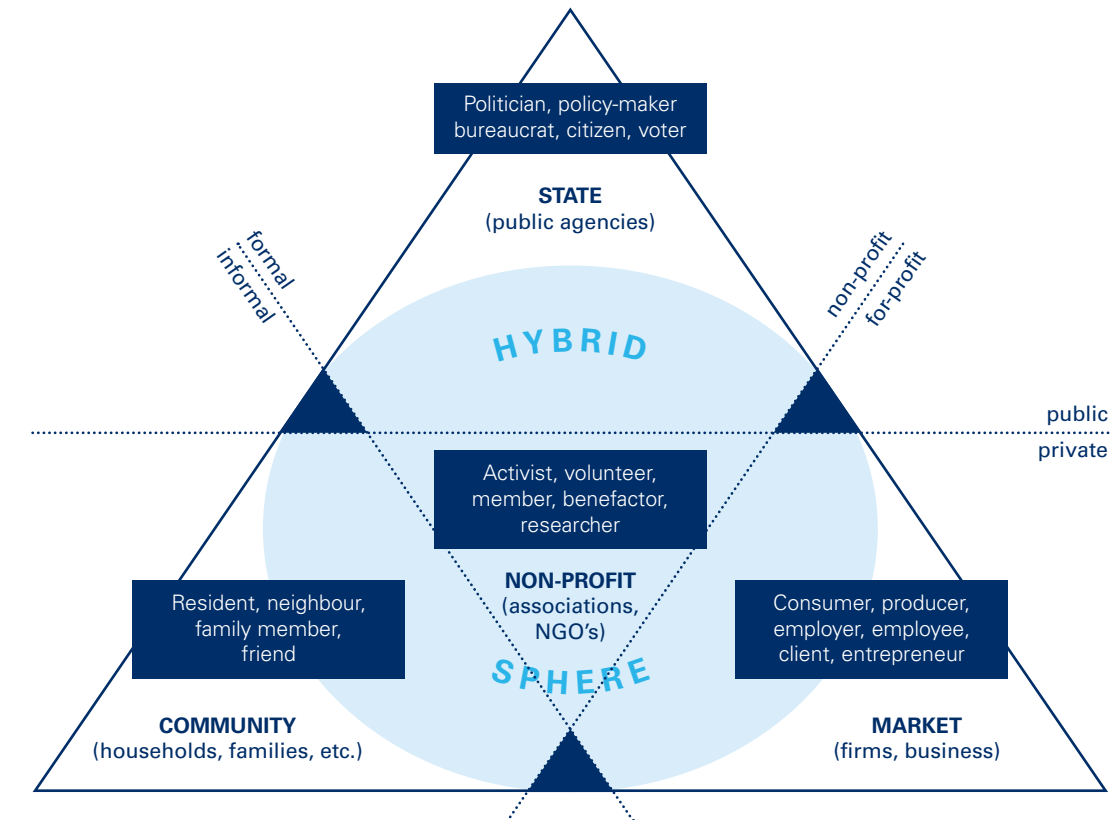 Politician, policy-maker
bureaucrat, citizen, voter
STATE
(public agencies)
formal
informal
non-profit
for-profit
HYBRID
public
private
Activist, volunteer,
member, benefactor,
researcher
NON-PROFIT
(associations,
NGO's)
Resident, neighbour,
family member,
friend
Consumer, producer,
employer, employee,
client, entrepreneur
SPHERE
COMMUNITY
(households, families, etc.)
MARKET
(firms, business)